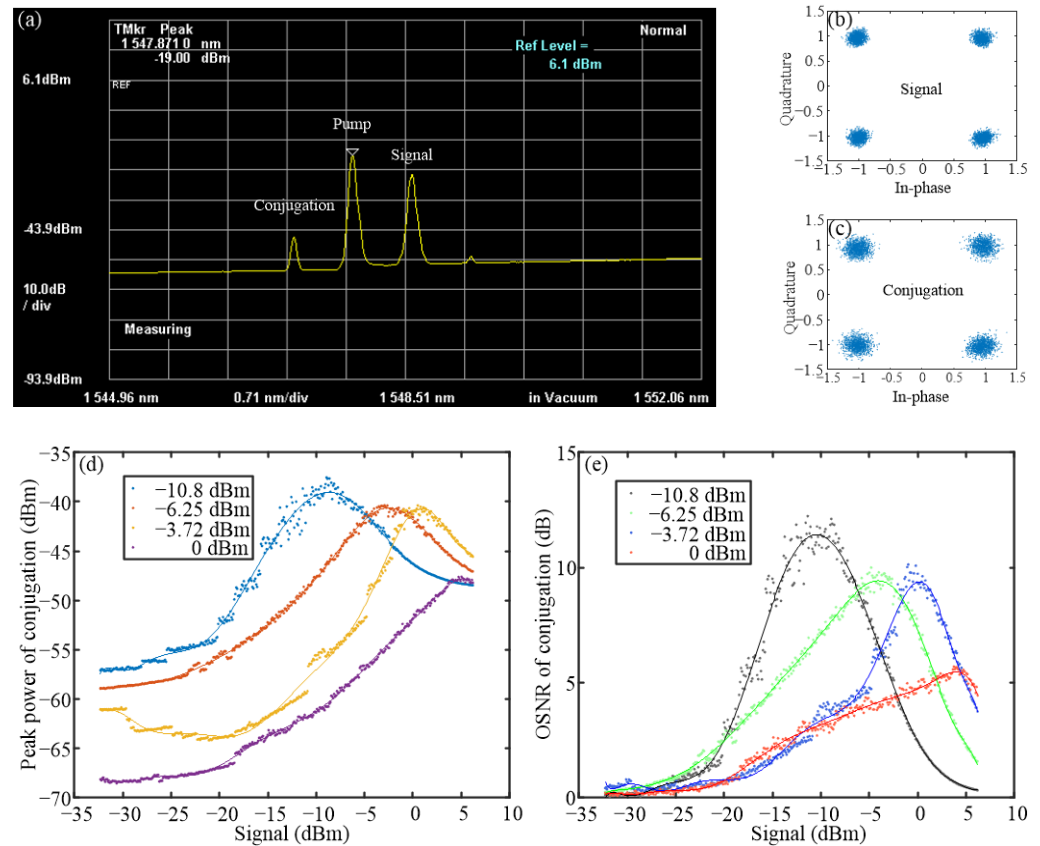 (a)
TMkr Peak
1 547.871 0 nm
-19.00 dBm
Normal
Ref Level =
6.1 dBm
6.1dBm
REF
Pump
Signal
Conjugation
-43.9dBm
10.0dB
/ div
Measuring
-93.9dBm
1 544.96 nm 0.71 nm/div 1 548.51 nm in Vacuum 1 552.06 nm
(b)
1.5
1
0.5
0
−0.5
−1
−1.5
Quadrature
Signal
−1.5 −1 −0.5 0 0.5 1 1.5
In-phase
(c)
1.5
1
0.5
0
−0.5
−1
−1.5
Quadrature
Conjugation
−1.5 −1 −0.5 0 0.5 1 1.5
In-phase
(d)
−35
−40
−45
−50
−55
−60
−65
−70
Peak power of conjugation (dBm)
−10.8 dBm
−6.25 dBm
−3.72 dBm
0 dBm
−35 −30 −25 −20 −15 −10 −5 0 5 10
Signal (dBm)
(e)
15
10
5
0
OSNR of conjugation (dB)
−10.8 dBm
−6.25 dBm
−3.72 dBm
0 dBm
−35 −30 −25 −20 −15 −10 −5 0 5 10
Signal (dBm)